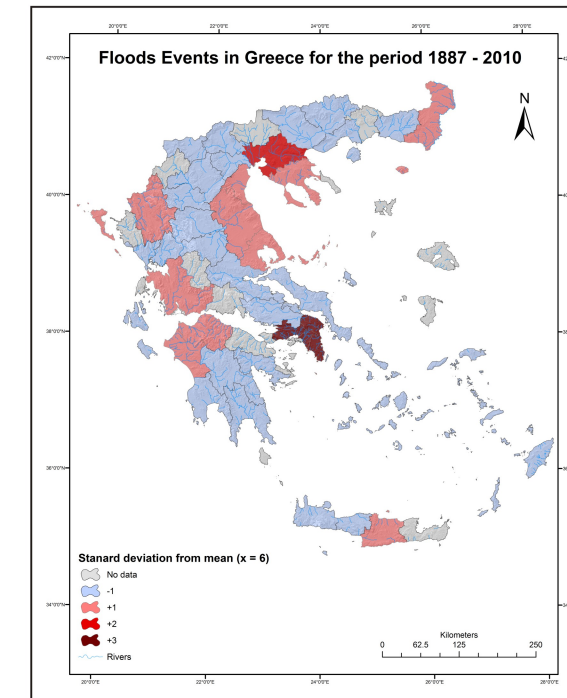 20°0'0"E 22°0'0"E 24°0'0"E 26°0'0"E 28°0'0"E
Floods Events in Greece for the period 1887 - 2010
42°0'0"N
N
40°0'0"N
38°0'0"N
36°0'0"N
34°0'0"N
Stanard deviation from mean (x = 6)
No data
-1
+1
+2
+3
Rivers
Kilometers
0 62.5 125 250
20°0'0"E 22°0'0"E 24°0'0"E 26°0'0"E 28°0'0"E